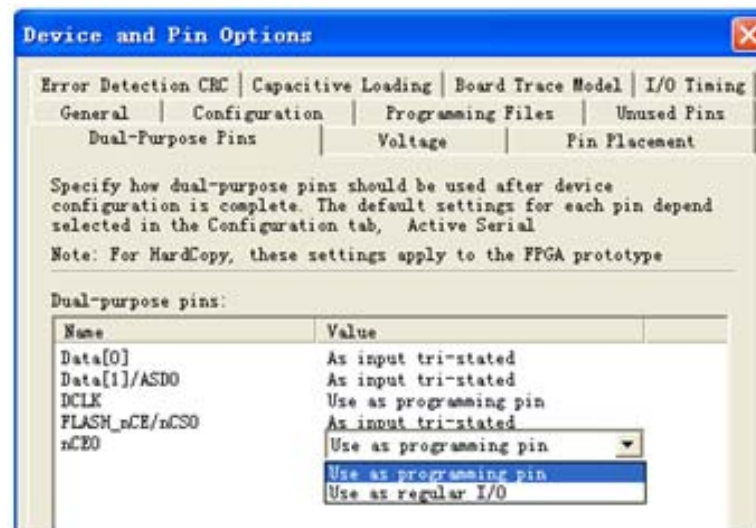 Device and Pin Options
Error Detection CRC Capacitive Loading Board Trace Model I/O Timing
General Configuration Programming Files Unused Pins
Dual-Purpose Pins Voltage Pin Placement
Specify how dual-purpose pins should be used after device
configuration is complete. The default settings for each pin depend
selected in the Configuration tab, Active Serial
Note: For HardCopy, these settings apply to the FPGA prototype
Dual-purpose pins:
Name Value
Data[0] As input tri-stated
Data[1]/ASDO As input tri-stated
DCLK Use as programming pin
FLASH_nCE/nCSO As input tri-stated
nCEO Use as programming pin
Use as programming pin
Use as regular I/O